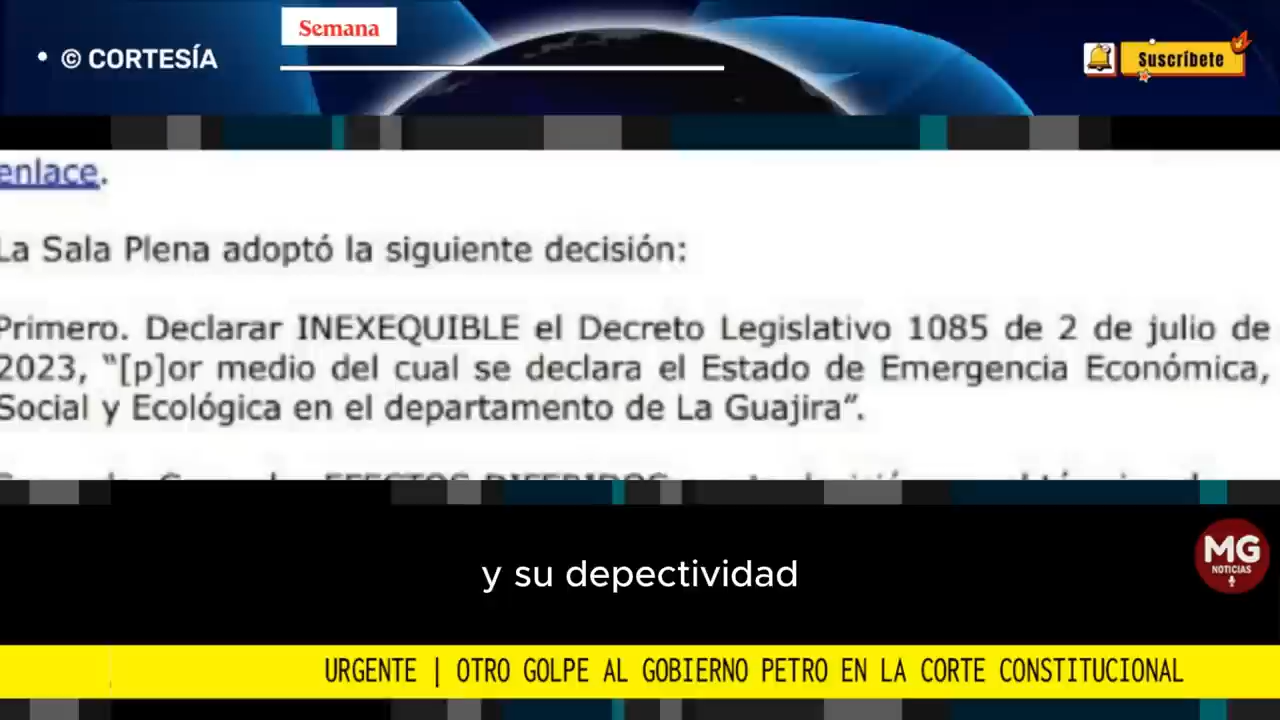 Semana
• © CORTESÍA
Suscríbete
enlace.
La Sala Plena adoptó la siguiente decisión:
Primero. Declarar INEXEQUIBLE el Decreto Legislativo 1085 de 2 de julio de
2023, “[p]or medio del cual se declara el Estado de Emergencia Económica,
Social y Ecológica en el departamento de La Guajira”.
EFECTOS DIFERIDOS
y su depectividad
MG
NOTICIAS
URGENTE | OTRO GOLPE AL GOBIERNO PETRO EN LA CORTE CONSTITUCIONAL